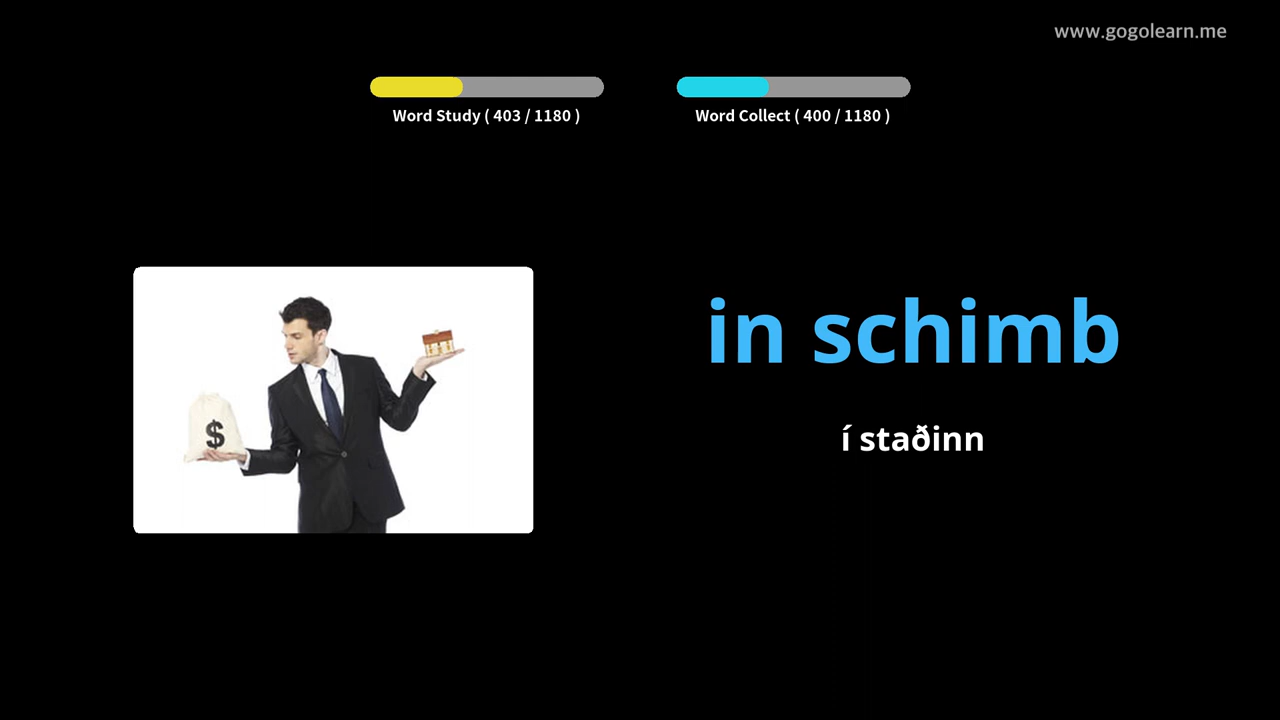 www.gogolearn.me
Word Study ( 403 / 1180 )
Word Collect ( 400 / 1180 )
in schimb
í staðinn
$